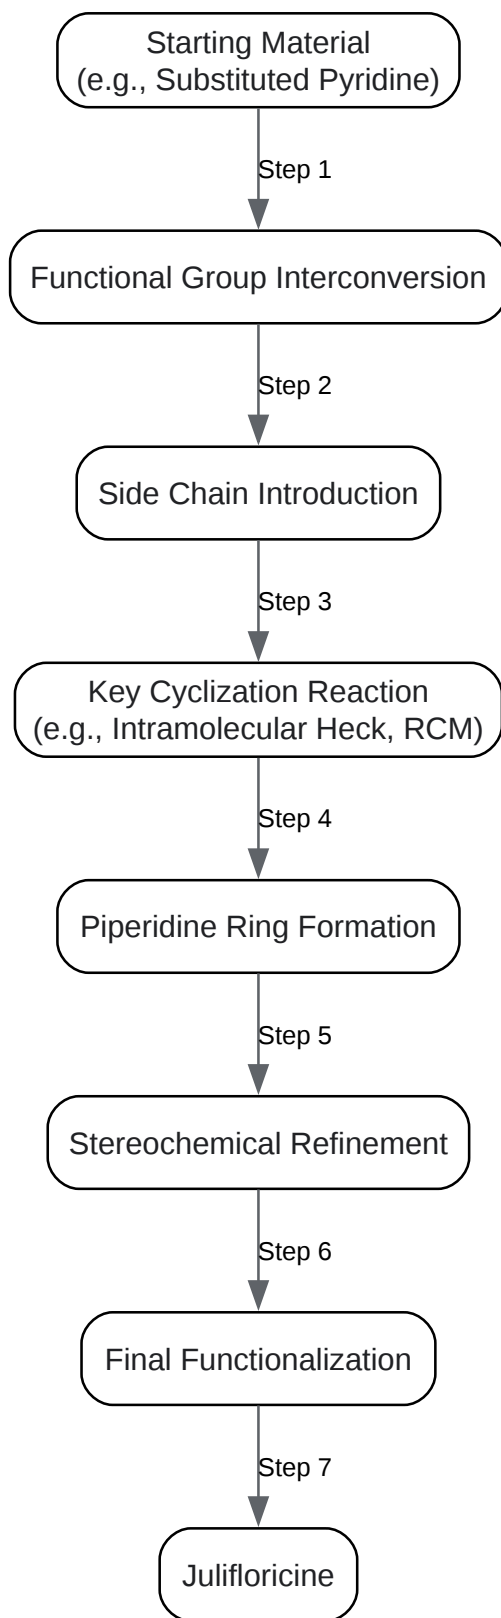 Starting Material
(e.g., Substituted Pyridine)
Step 1
Functional Group Interconversion
Step 2
Side Chain Introduction
Step 3
Key Cyclization Reaction
(e.g., Intramolecular Heck, RCM)
Step 4
Piperidine Ring Formation
Step 5
Stereochemical Refinement
Step 6
Final Functionalization
Step 7
Julifloricine